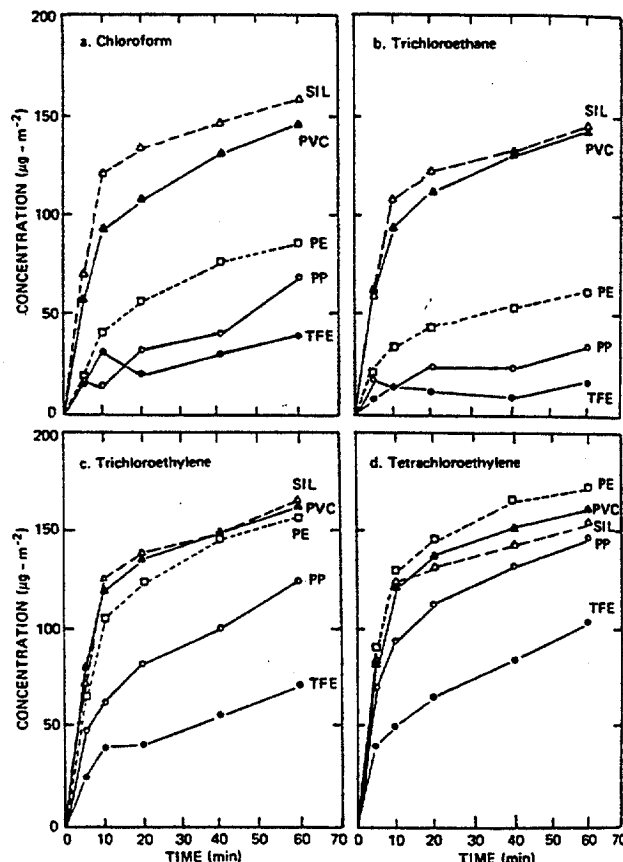 a. Chloroform
200
150
100
50
0
CONCENTRATION (µg - m-2)
SIL
PVC
PE
PP
TFE
b. Trichloroethane
SIL
PVC
PE
PP
TFE
c. Trichloroethylene
200
150
100
50
0
CONCENTRATION (µg - m-2)
SIL
PVC
PE
PP
TFE
0 10 20 30 40 50 60 70
TIME (min)
d. Tetrachloroethylene
PE
PVC
SIL
PP
TFE
0 10 20 30 40 50 60 70
TIME (min)